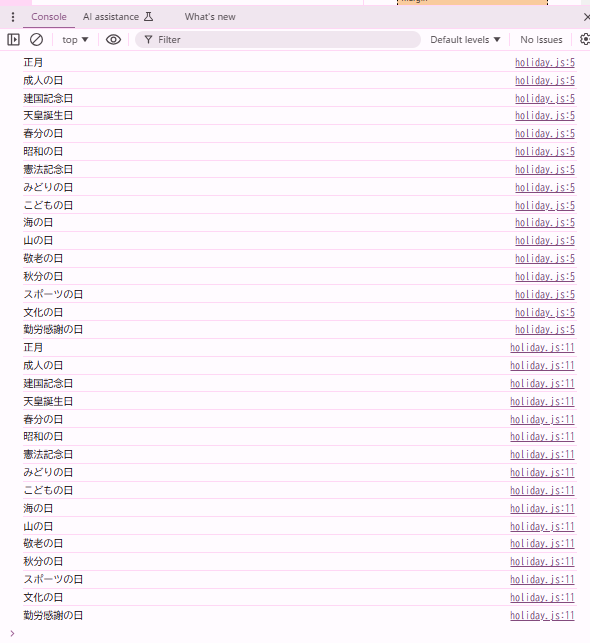 Console AI assistance What's new
top Filter Default levels No Issues
正月 holiday.js:5
成人の日 holiday.js:5
建国記念日 holiday.js:5
天皇誕生日 holiday.js:5
春分の日 holiday.js:5
昭和の日 holiday.js:5
憲法記念日 holiday.js:5
みどりの日 holiday.js:5
こどもの日 holiday.js:5
海の日 holiday.js:5
山の日 holiday.js:5
敬老の日 holiday.js:5
秋分の日 holiday.js:5
スポーツの日 holiday.js:5
文化の日 holiday.js:5
勤労感謝の日 holiday.js:5
正月 holiday.js:11
成人の日 holiday.js:11
建国記念日 holiday.js:11
天皇誕生日 holiday.js:11
春分の日 holiday.js:11
昭和の日 holiday.js:11
憲法記念日 holiday.js:11
みどりの日 holiday.js:11
こどもの日 holiday.js:11
海の日 holiday.js:11
山の日 holiday.js:11
敬老の日 holiday.js:11
秋分の日 holiday.js:11
スポーツの日 holiday.js:11
文化の日 holiday.js:11
勤労感謝の日 holiday.js:11